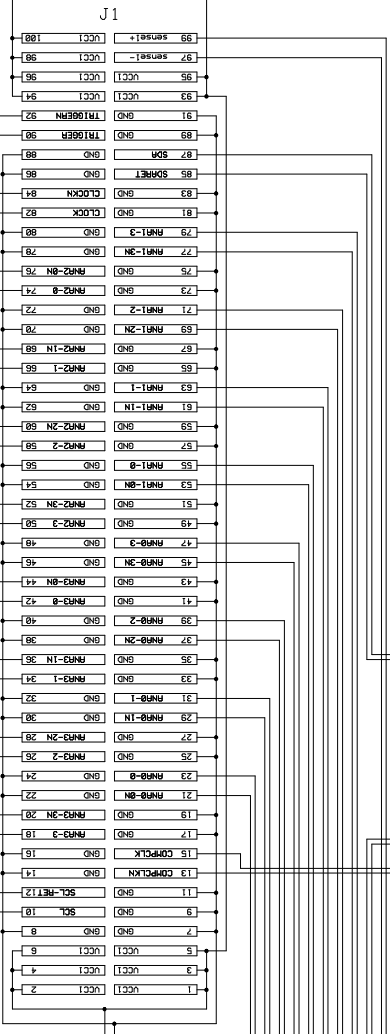 J1
100 VCC1 sense1+ 99
98 VCC1 sense1- 97
96 VCC1 VCC1 95
94 VCC1 VCC1 93
92 TRIGGERN GND 91
90 TRIGGER GND 89
88 GND SDA 87
86 GND SDARET 85
84 CLOCKN GND 83
82 CLOCK GND 81
80 GND ANA1-3 79
78 GND ANA1-3N 77
76 ANA2-0N GND 75
74 ANA2-0 GND 73
72 GND ANA1-2 71
70 GND ANA1-2N 69
68 ANA2-1N GND 67
66 ANA2-1 GND 65
64 GND ANA1-1 63
62 GND ANA1-1N 61
60 ANA2-2N GND 59
58 ANA2-2 GND 57
56 GND ANA1-0 55
54 GND ANA1-0N 53
52 ANA2-3N GND 51
50 ANA2-3 GND 49
48 GND ANA0-3 47
46 GND ANA0-3N 45
44 ANA3-0N GND 43
42 ANA3-0 GND 41
40 GND ANA0-2 39
38 GND ANA0-2N 37
36 ANA3-1N GND 35
34 ANA3-1 GND 33
32 GND ANA0-1 31
30 GND ANA0-1N 29
28 ANA3-2N GND 27
26 ANA3-2 GND 25
24 GND ANA0-0 23
22 GND ANA0-0N 21
20 ANA3-3N GND 19
18 ANA3-3 GND 17
16 GND COMPCLK 15
14 GND COMPCLKN 13
12 SCL-RET GND 11
10 SCL GND 9
8 GND GND 7
6 VCC1 VCC1 5
4 VCC1 VCC1 3
2 VCC1 VCC1 1